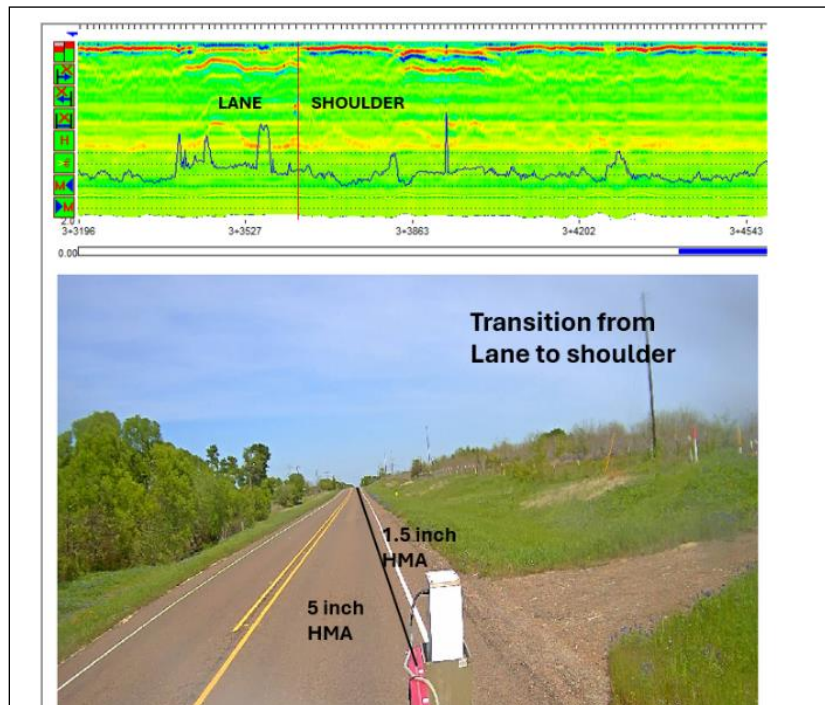 LANE
SHOULDER
H
M
M
3+3196
3+3527
3+3863
3+4202
3+4543
0.00
Transition from
Lane to shoulder
1.5 inch
HMA
5 inch
HMA